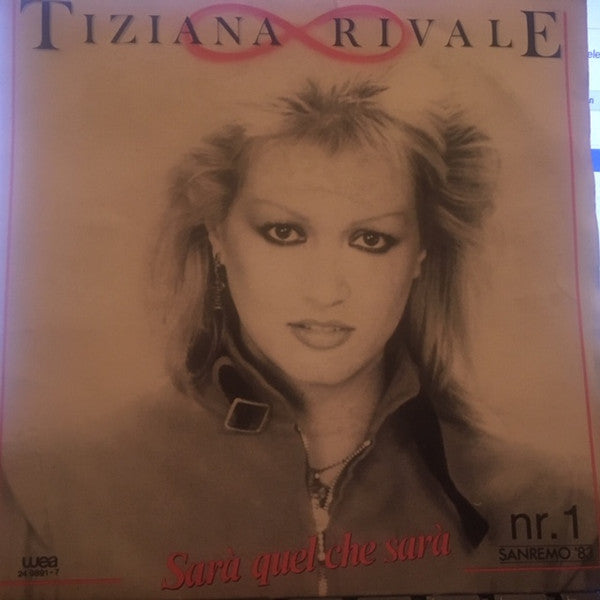 TIZIANA RIVALE
Sarà quel che sarà
nr. 1
SANREMO '83
wea
24 9891-7